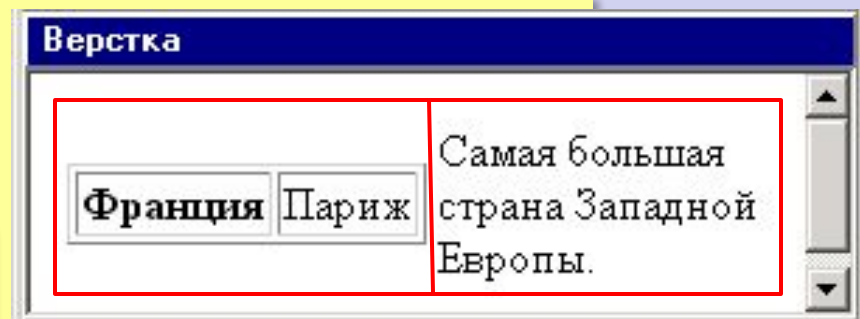 Верстка
Франция Париж
Самая большая
страна Западной
Европы.